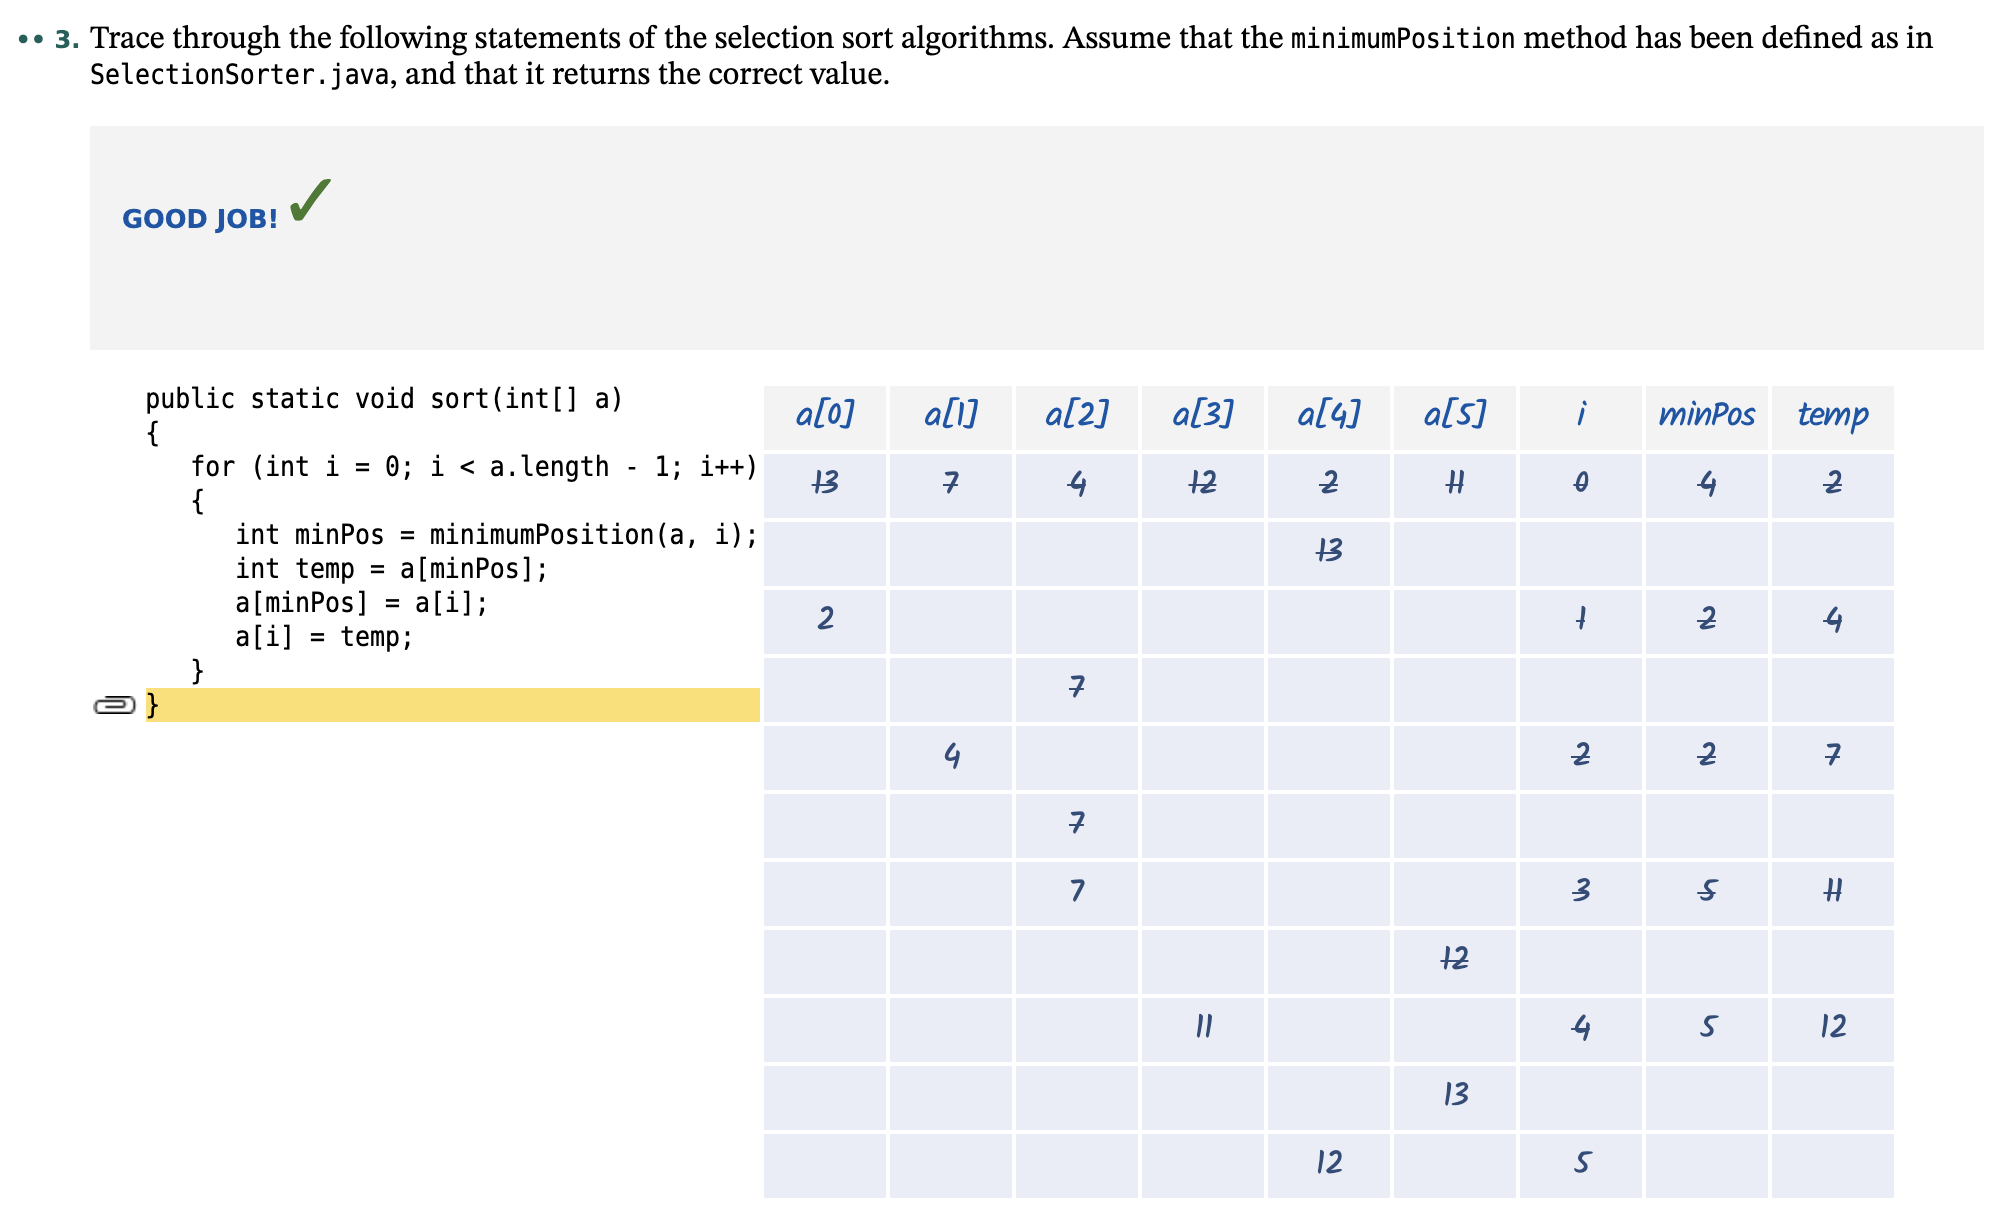 •• 3. Trace through the following statements of the selection sort algorithms. Assume that the minimumPosition method has been defined as in
SelectionSorter.java, and that it returns the correct value.
GOOD JOB! ✓
public static void sort(int[] a)
{
for (int i = 0; i < a.length - 1; i++)
{
int minPos = minimumPosition(a, i);
int temp = a[minPos];
a[minPos] = a[i];
a[i] = temp;
}
}
a[0] a[1] a[2] a[3] a[4] a[5] i minPos temp
13 7 4 12 2 11 0 4 2
13
2 1 2 4
7
4 2 2 7
7
7 3 5 11
12
11 4 5 12
13
12 5